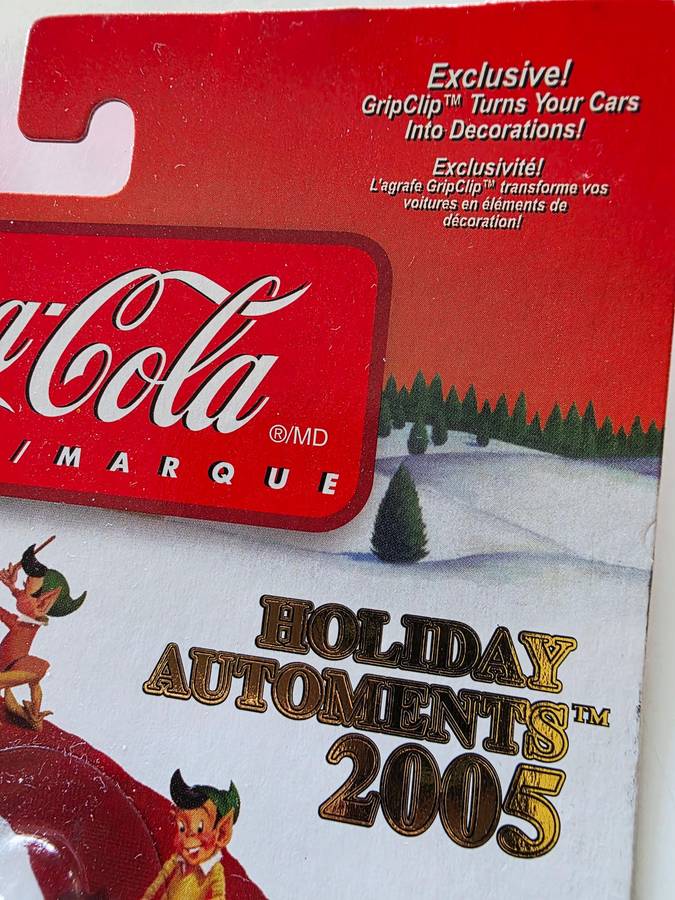 Exclusive!
GripClip™ Turns Your Cars
Into Decorations!
Exclusivité!
L'agrafe GripClip™ transforme vos
voitures en éléments de
décoration!
a-Cola
®/MD
/MARQUE
HOLIDAY
AUTOMENTS™
2005